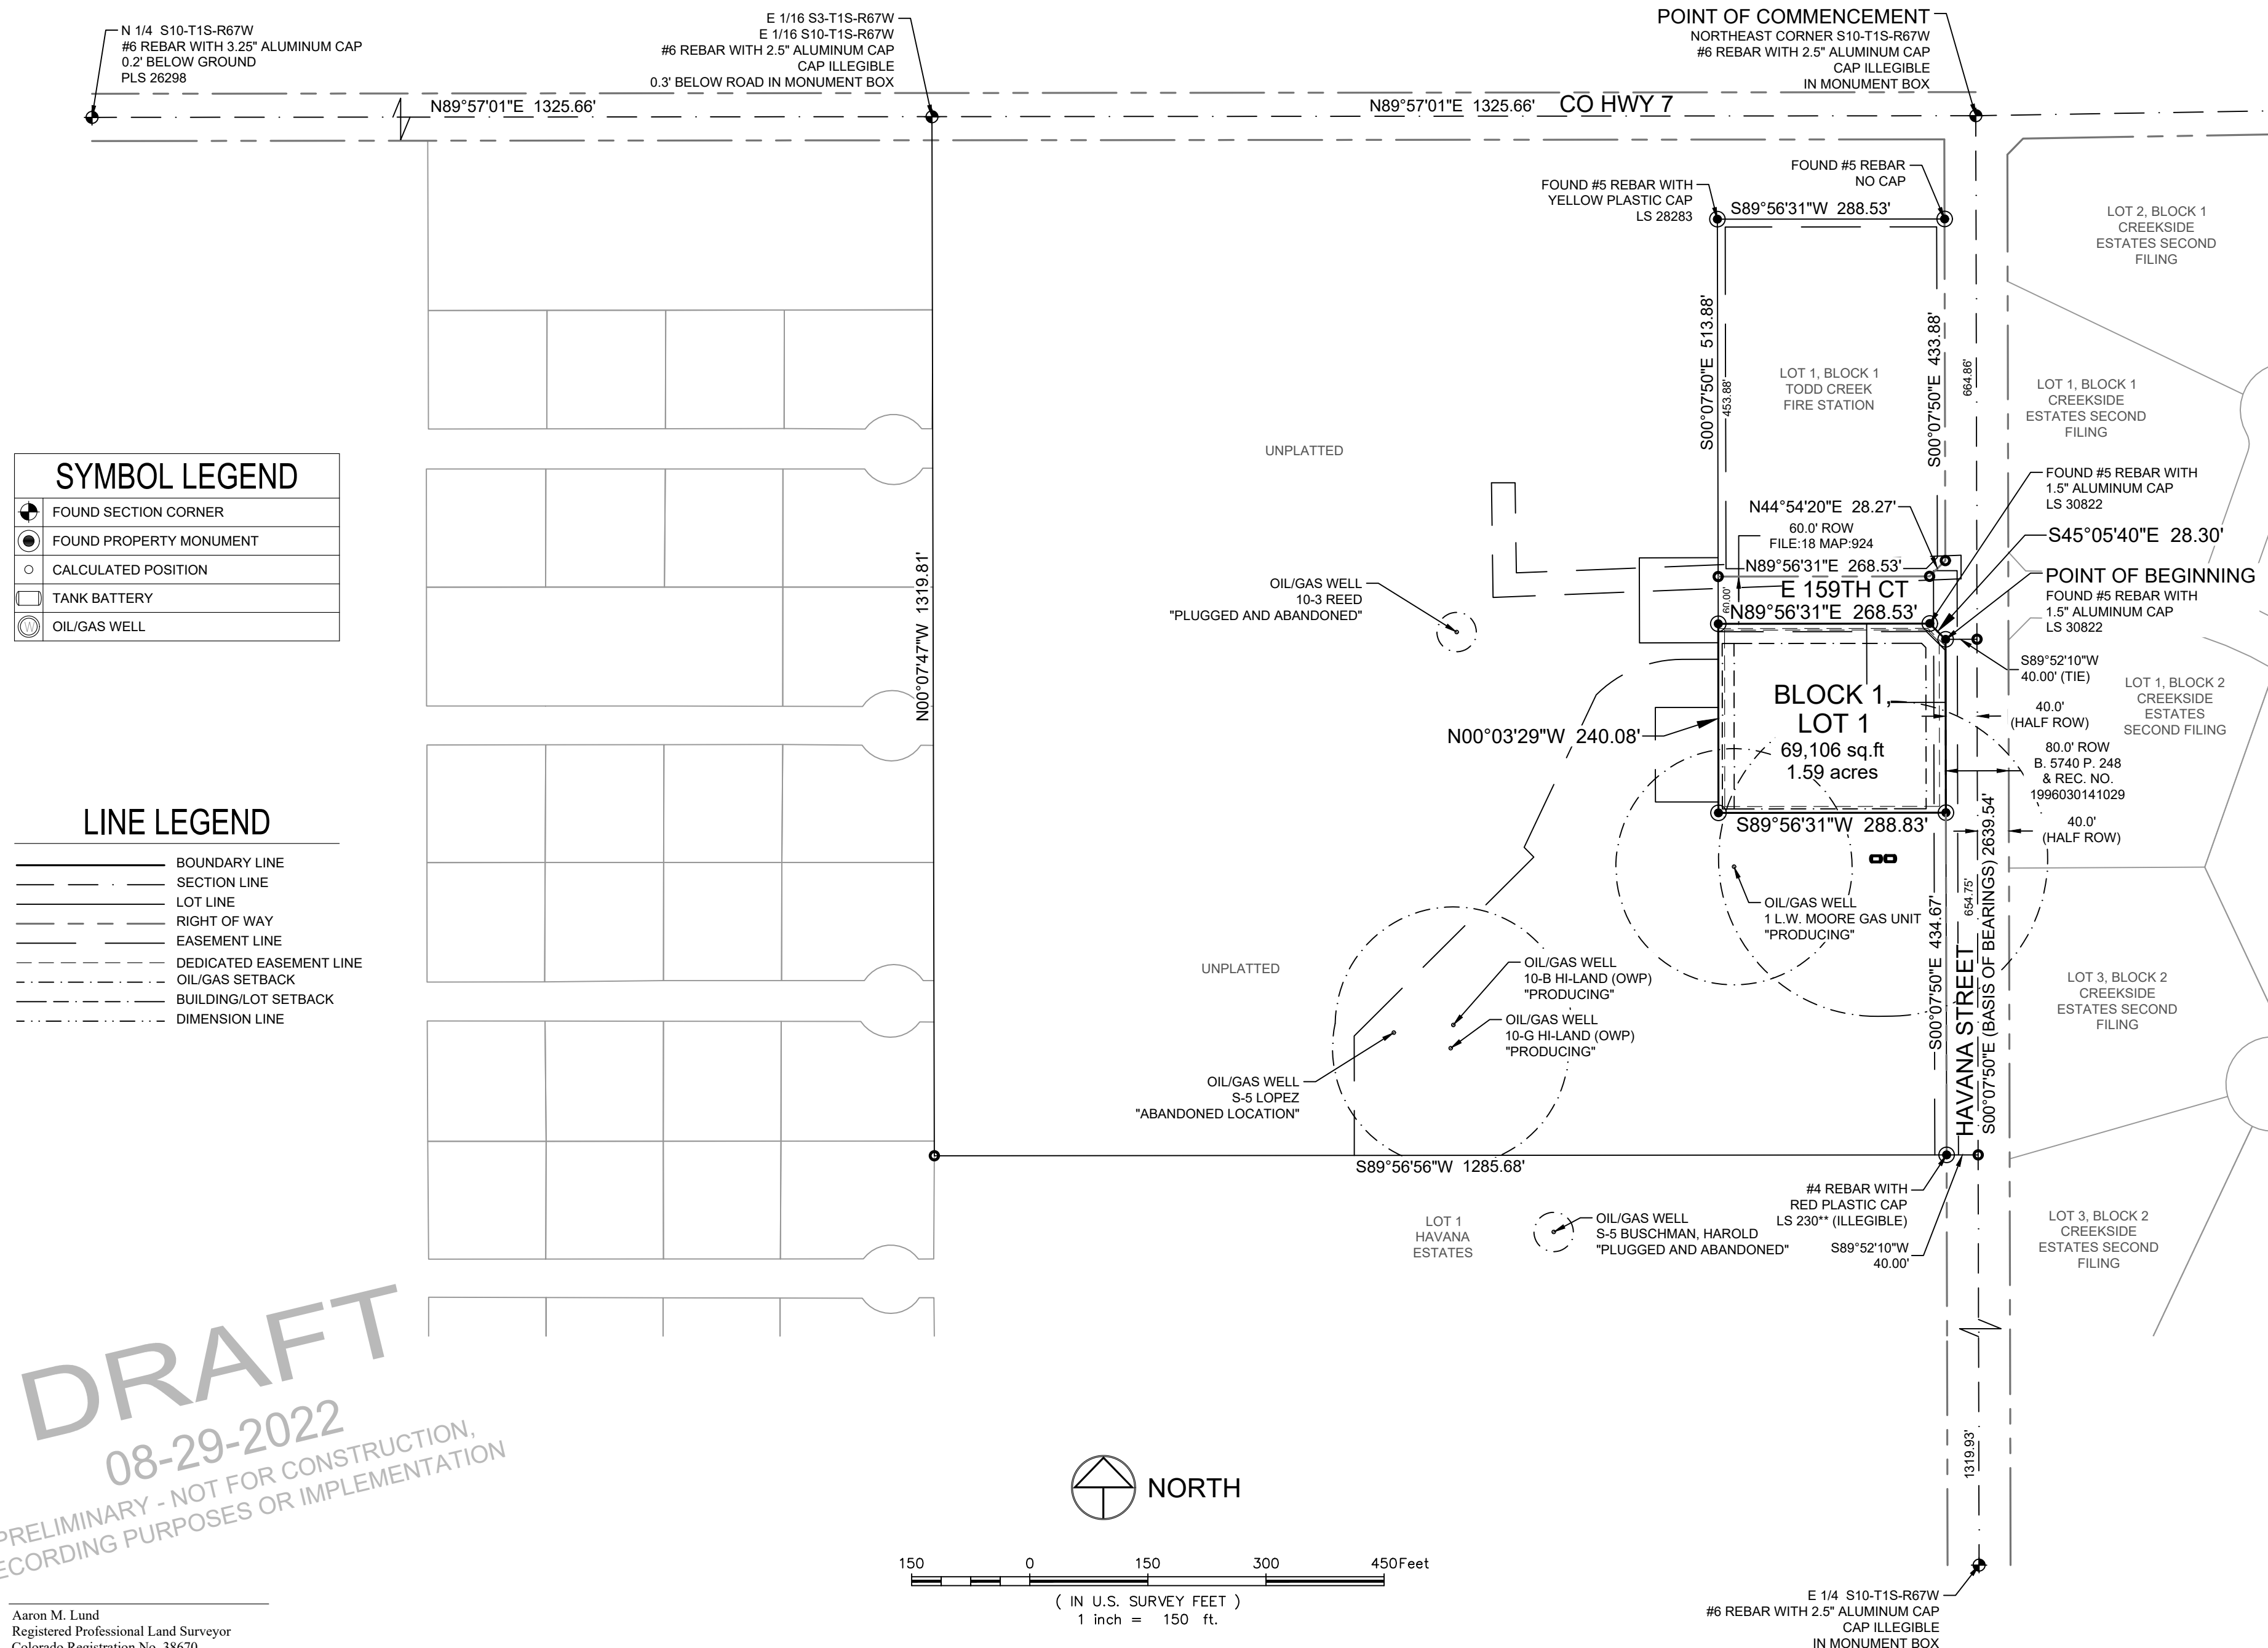 N 1/4  S10-T1S-R67W
#6 REBAR WITH 3.25" ALUMINUM CAP
0.2' BELOW GROUND
PLS 26298
E 1/16 S3-T1S-R67W
E 1/16 S10-T1S-R67W
#6 REBAR WITH 2.5" ALUMINUM CAP
CAP ILLEGIBLE
0.3' BELOW ROAD IN MONUMENT BOX
POINT OF COMMENCEMENT
NORTHEAST CORNER S10-T1S-R67W
#6 REBAR WITH 2.5" ALUMINUM CAP
CAP ILLEGIBLE
IN MONUMENT BOX
N89°57'01"E  1325.66'
N89°57'01"E  1325.66'
CO HWY 7
FOUND #5 REBAR
NO CAP
FOUND #5 REBAR WITH
YELLOW PLASTIC CAP
LS 28283
S89°56'31"W  288.53'
LOT 2, BLOCK 1
CREEKSIDE
ESTATES SECOND
FILING
S00°07'50"E  513.88'
453.88'
LOT 1, BLOCK 1
TODD CREEK
FIRE STATION
S00°07'50"E  433.88'
664.86'
LOT 1, BLOCK 1
CREEKSIDE
ESTATES SECOND
FILING
UNPLATTED
SYMBOL LEGEND
FOUND SECTION CORNER
FOUND PROPERTY MONUMENT
CALCULATED POSITION
TANK BATTERY
W
OIL/GAS WELL
FOUND #5 REBAR WITH
1.5" ALUMINUM CAP
LS 30822
N44°54'20"E  28.27'
60.0' ROW
FILE:18 MAP:924
S45°05'40"E  28.30'
N89°56'31"E  268.53'
POINT OF BEGINNING
FOUND #5 REBAR WITH
1.5" ALUMINUM CAP
LS 30822
E 159TH CT
60.00'
N89°56'31"E  268.53'
OIL/GAS WELL
10-3 REED
"PLUGGED AND ABANDONED"
N00°07'47"W  1319.81'
S89°52'10"W
40.00' (TIE)
LOT 1, BLOCK 2
CREEKSIDE
ESTATES
SECOND FILING
BLOCK 1,
LOT 1
69,106 sq.ft
1.59 acres
N00°03'29"W  240.08'
40.0'
(HALF ROW)
80.0' ROW
B. 5740 P. 248
& REC. NO.
1996030141029
40.0'
(HALF ROW)
S89°56'31"W  288.83'
LINE LEGEND
BOUNDARY LINE
SECTION LINE
LOT LINE
RIGHT OF WAY
EASEMENT LINE
DEDICATED EASEMENT LINE
OIL/GAS SETBACK
BUILDING/LOT SETBACK
DIMENSION LINE
OIL/GAS WELL
1 L.W. MOORE GAS UNIT
"PRODUCING"
S00°07'50"E  434.67'
654.75'
HAVANA STREET
S00°07'50"E (BASIS OF BEARINGS) 2639.54'
UNPLATTED
OIL/GAS WELL
10-B HI-LAND (OWP)
"PRODUCING"
OIL/GAS WELL
10-G HI-LAND (OWP)
"PRODUCING"
OIL/GAS WELL
S-5 LOPEZ
"ABANDONED LOCATION"
LOT 3, BLOCK 2
CREEKSIDE
ESTATES SECOND
FILING
S89°56'56"W  1285.68'
#4 REBAR WITH
RED PLASTIC CAP
LS 230** (ILLEGIBLE)
S89°52'10"W
40.00'
LOT 1
HAVANA
ESTATES
OIL/GAS WELL
S-5 BUSCHMAN, HAROLD
"PLUGGED AND ABANDONED"
LOT 3, BLOCK 2
CREEKSIDE
ESTATES SECOND
FILING
DRAFT
08-29-2022
PRELIMINARY - NOT FOR CONSTRUCTION,
RECORDING PURPOSES OR IMPLEMENTATION
NORTH
1319.93'
150 0 150 300 450Feet
( IN U.S. SURVEY FEET )
1 inch =   150  ft.
E 1/4  S10-T1S-R67W
#6 REBAR WITH 2.5" ALUMINUM CAP
CAP ILLEGIBLE
IN MONUMENT BOX
Aaron M. Lund
Registered Professional Land Surveyor
Colorado Registration No. 38670